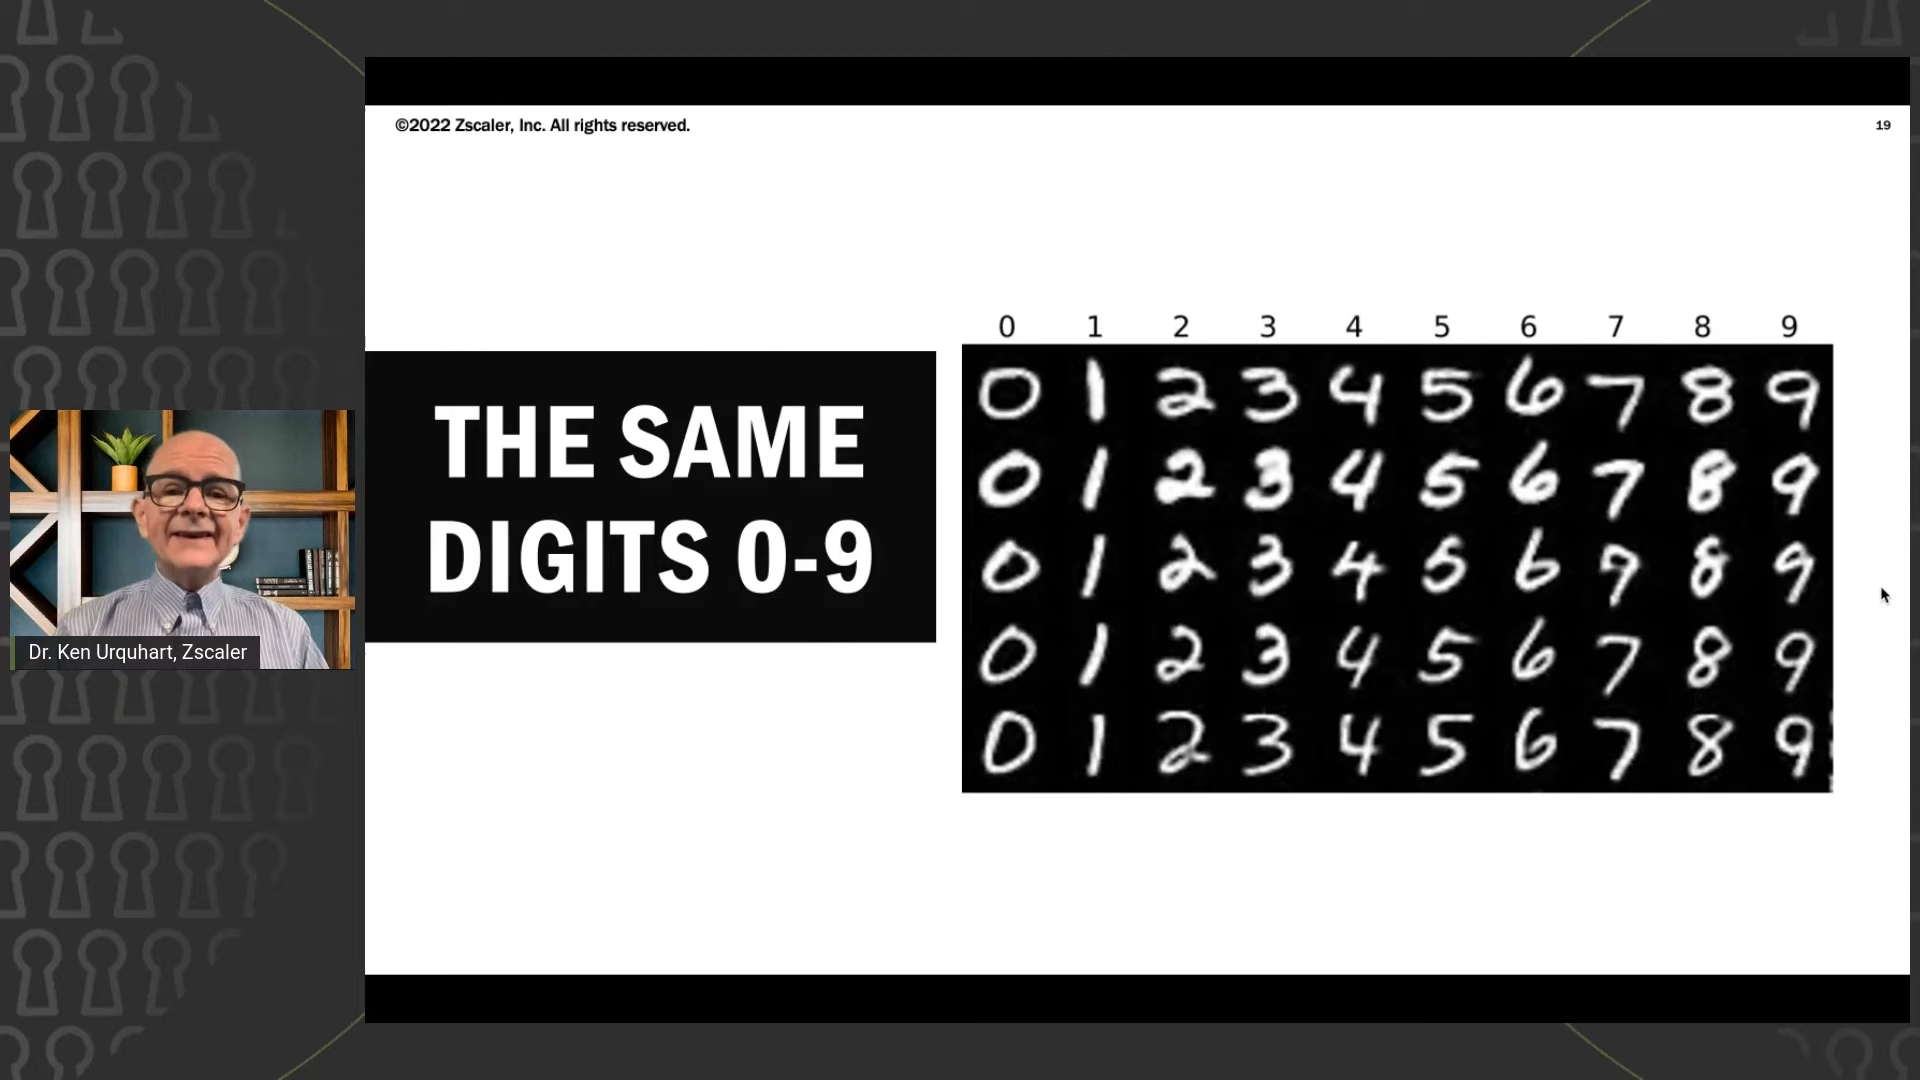 ©2022 Zscaler, Inc. All rights reserved.
19
THE SAME
DIGITS 0-9
0 1 2 3 4 5 6 7 8 9
0 1 2 3 4 5 6 7 8 9
0 1 2 3 4 5 6 7 8 9
0 1 2 3 4 5 6 7 8 9
0 1 2 3 4 5 6 7 8 9
0 1 2 3 4 5 6 7 8 9
Dr. Ken Urquhart, Zscaler